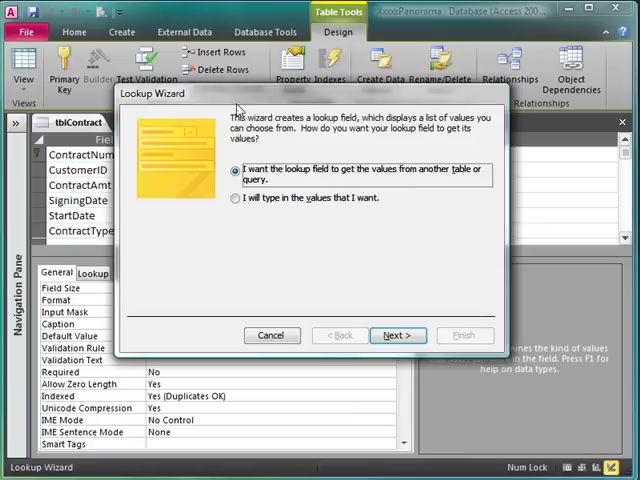 Table Tools
Panorama : Database (Access 200...
File
Home
Create
External Data
Database Tools
Design
View
Primary
Key
Builder
Test Validation
Insert Rows
Delete Rows
Property
Indexes
Create Data
Rename/Delete
Object
Dependencies
Views
Relationships
Lookup Wizard
This wizard creates a lookup field, which displays a list of values you
can choose from. How do you want your lookup field to get its
values?
I want the lookup field to get the values from another table or
query.
I will type in the values that I want.
Cancel
< Back
Next >
Finish
tblContract
ContractNum
CustomerID
ContractAmt
SigningDate
StartDate
ContractType
Navigation Pane
General
Lookup
Field Size
Format
Input Mask
Caption
Default Value
Validation Rule
Validation Text
Required No
Allow Zero Length Yes
Indexed Yes (Duplicates OK)
Unicode Compression Yes
IME Mode No Control
IME Sentence Mode None
Smart Tags
the kind of values
in the field. Press F1 for
help on data types.
Lookup Wizard
Num Lock